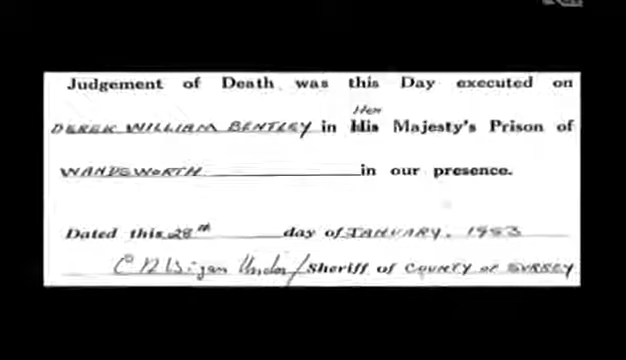 Judgement of Death was this Day executed on
Her
DEREK WILLIAM BENTLEY in His Majesty's Prison of
WANDSWORTH in our presence.
Dated this 28th day of JANUARY. 1953
Under/Sheriff of COUNTY OF SURREY